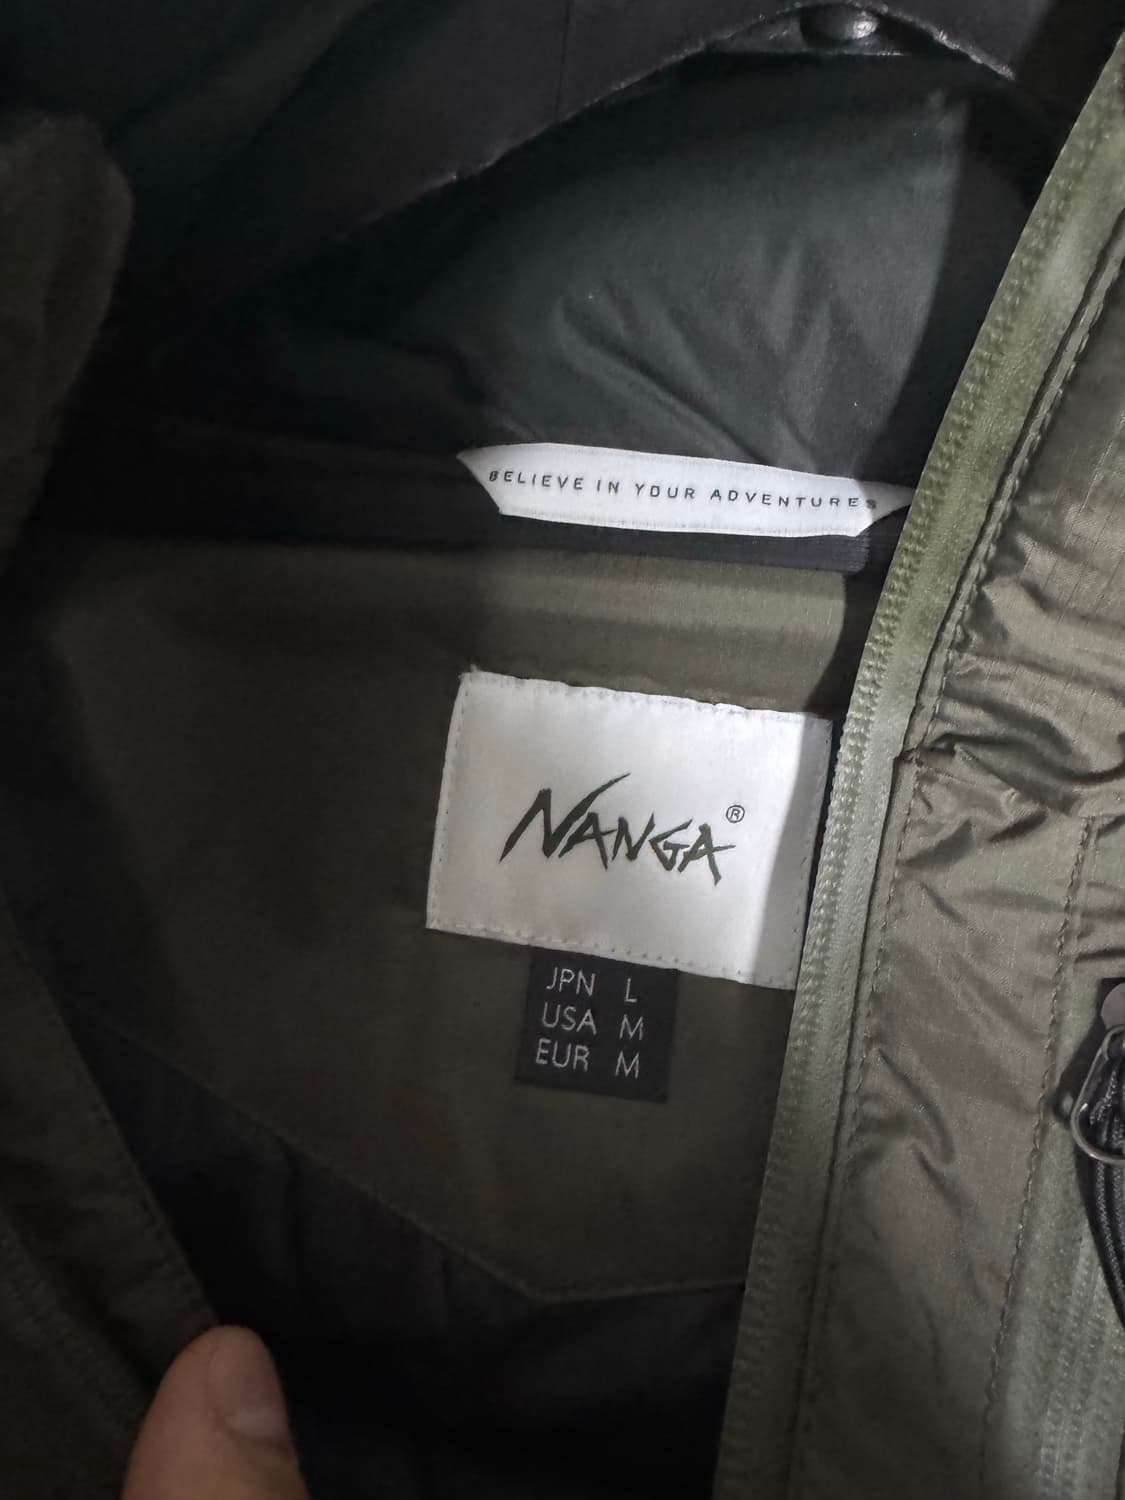 BELIEVE IN YOUR ADVENTURES
NANGA®
JPN L
USA M
EUR M